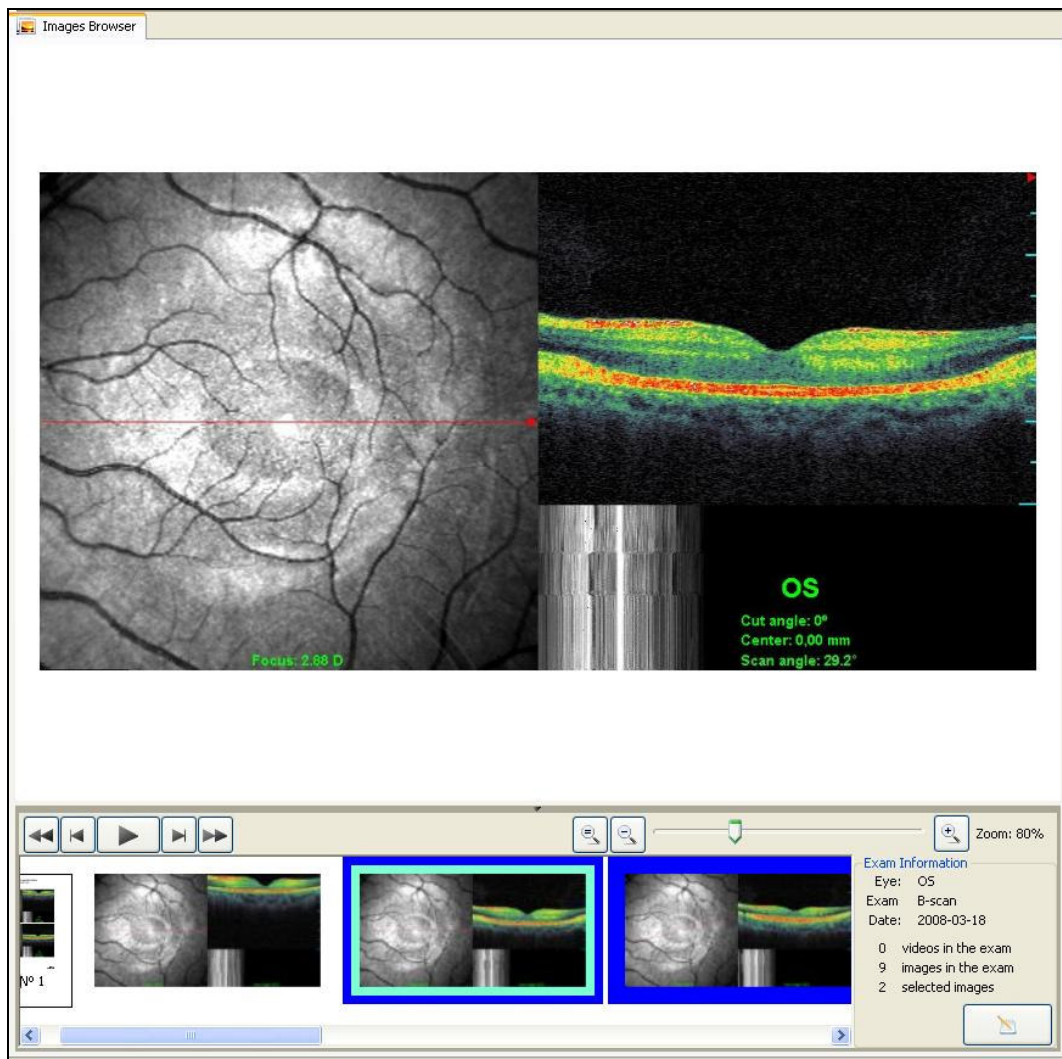 Images Browser
Focus: 2.88 D
OS
Cut angle: 0°
Center: 0,00 mm
Scan angle: 29.2°
Zoom: 80%
Nº 1
Exam Information
Eye: OS
Exam B-scan
Date: 2008-03-18
0 videos in the exam
9 images in the exam
2 selected images